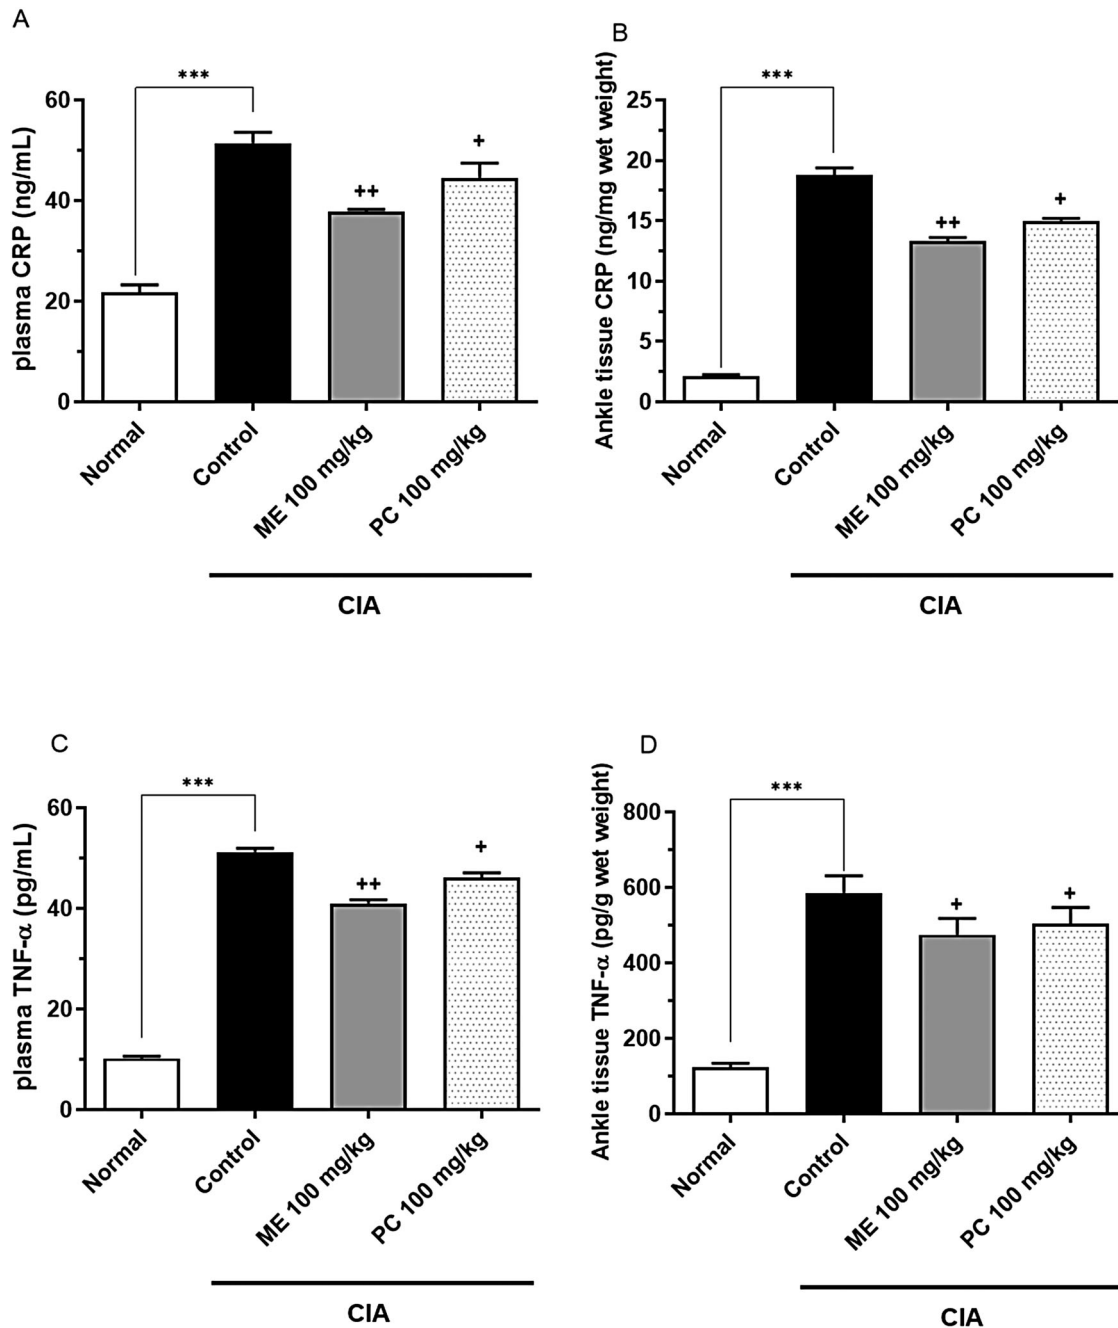 A
plasma CRP (ng/mL)
60
40
20
0
***
++
+
Normal
Control
ME 100 mg/kg
PC 100 mg/kg
CIA
B
Ankle tissue CRP (ng/mg wet weight)
25
20
15
10
5
0
***
++
+
Normal
Control
ME 100 mg/kg
PC 100 mg/kg
CIA
C
plasma TNF-α (pg/mL)
60
40
20
0
***
++
+
Normal
Control
ME 100 mg/kg
PC 100 mg/kg
CIA
D
Ankle tissue TNF-α (pg/g wet weight)
800
600
400
200
0
***
+
+
Normal
Control
ME 100 mg/kg
PC 100 mg/kg
CIA